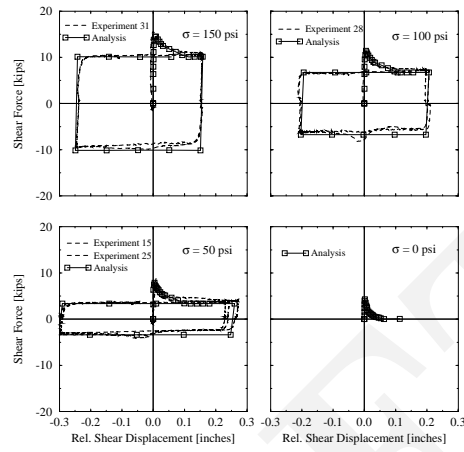 Experiment 31
Analysis
σ = 150 psi
Experiment 28
Analysis
σ = 100 psi
20
10
0
-10
-20
Shear Force [kips]
Experiment 15
Experiment 25
Analysis
σ = 50 psi
Analysis
σ = 0 psi
20
10
0
-10
-20
Shear Force [kips]
-0.3 -0.2 -0.1 0.0 0.1 0.2 0.3 -0.2 -0.1 0.0 0.1 0.2 0.3
Rel. Shear Displacement [inches] Rel. Shear Displacement [inches]